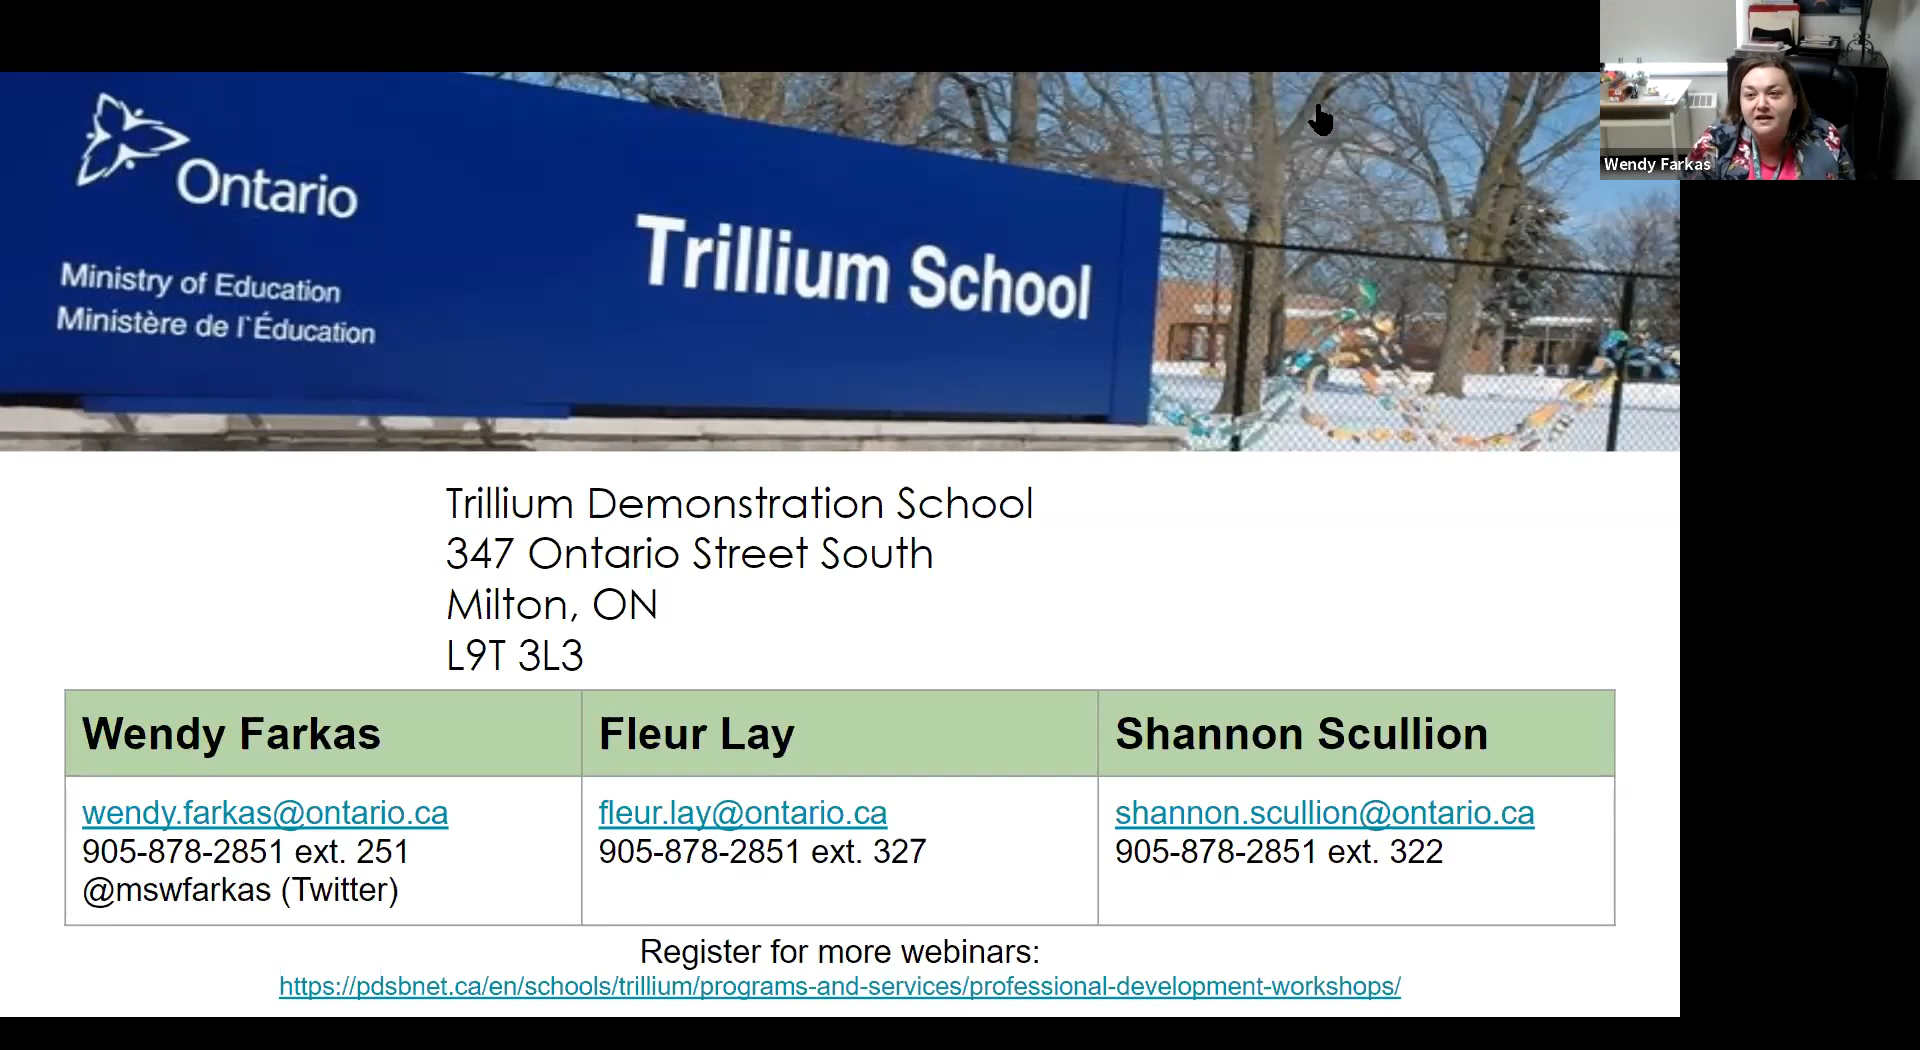 Wendy Farkas
Ontario
Ministry of Education
Ministère de l`Éducation
Trillium School
Trillium Demonstration School
347 Ontario Street South
Milton, ON
L9T 3L3
Wendy Farkas
wendy.farkas@ontario.ca
905-878-2851 ext. 251
@mswfarkas (Twitter)
Fleur Lay
fleur.lay@ontario.ca
905-878-2851 ext. 327
Shannon Scullion
shannon.scullion@ontario.ca
905-878-2851 ext. 322
Register for more webinars:
https://pdsbnet.ca/en/schools/trillium/programs-and-services/professional-development-workshops/